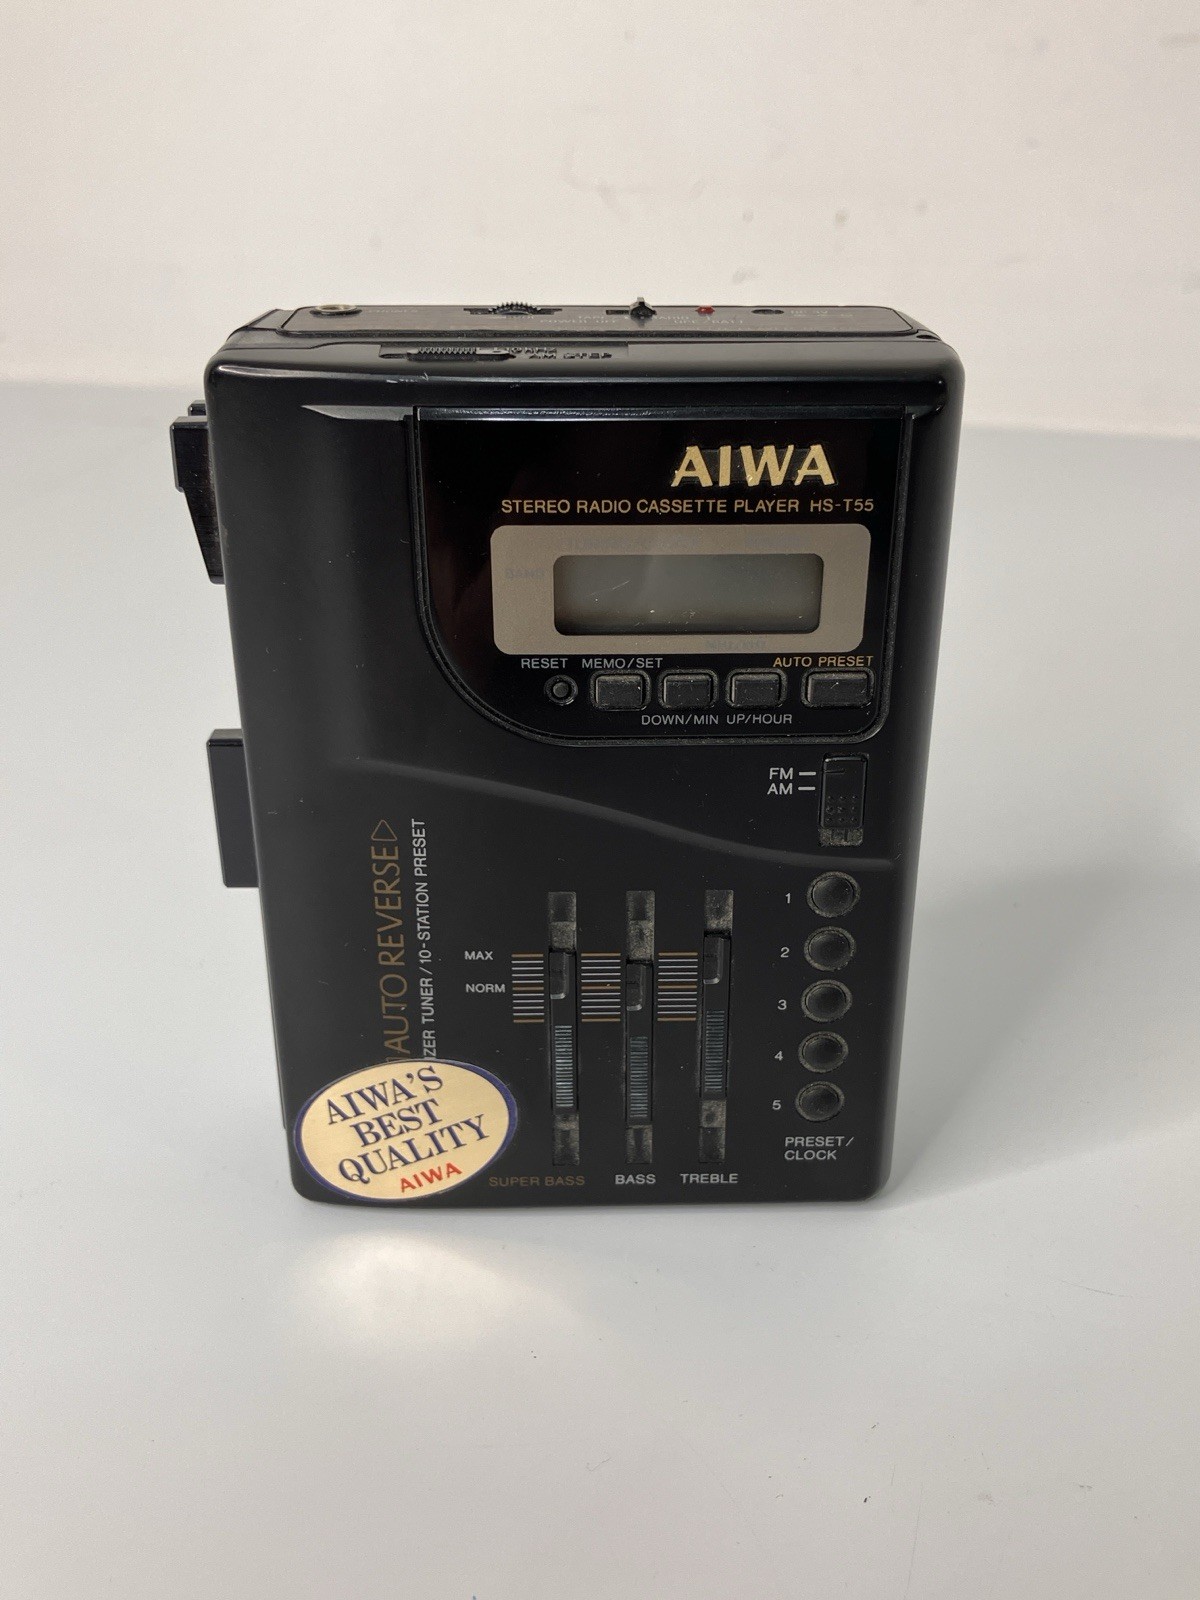 AM STEP
AIWA
STEREO RADIO CASSETTE PLAYER HS-T55
RESET MEMO/SET AUTO PRESET
DOWN/MIN UP/HOUR
FM
AM
AUTO REVERSE
TUNER / 10-STATION PRESET
MAX
NORM
1
2
3
4
5
PRESET/
CLOCK
SUPER BASS BASS TREBLE
AIWA'S
BEST
QUALITY
AIWA